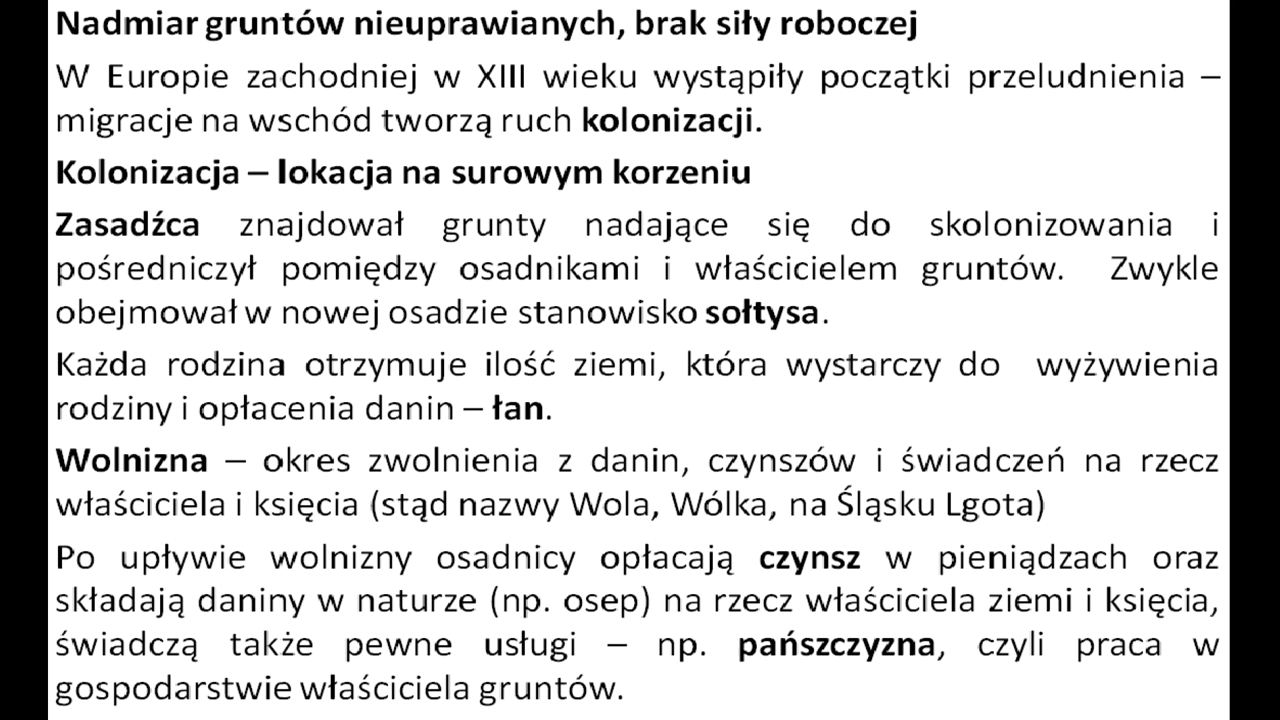 Nadmiar gruntów nieuprawianych, brak siły roboczej
W Europie zachodniej w XIII wieku wystąpiły początki przeludnienia –
migracje na wschód tworzą ruch kolonizacji.
Kolonizacja – lokacja na surowym korzeniu
Zasadźca znajdował grunty nadające się do skolonizowania i
pośredniczył pomiędzy osadnikami i właścicielem gruntów. Zwykle
obejmował w nowej osadzie stanowisko sołtysa.
Każda rodzina otrzymuje ilość ziemi, która wystarczy do wyżywienia
rodziny i opłacenia danin – łan.
Wolnizna – okres zwolnienia z danin, czynszów i świadczeń na rzecz
właściciela i księcia (stąd nazwy Wola, Wólka, na Śląsku Lgota)
Po upływie wolnizny osadnicy opłacają czynsz w pieniądzach oraz
składają daniny w naturze (np. osep) na rzecz właściciela ziemi i księcia,
świadczą także pewne usługi – np. pańszczyzna, czyli praca w
gospodarstwie właściciela gruntów.